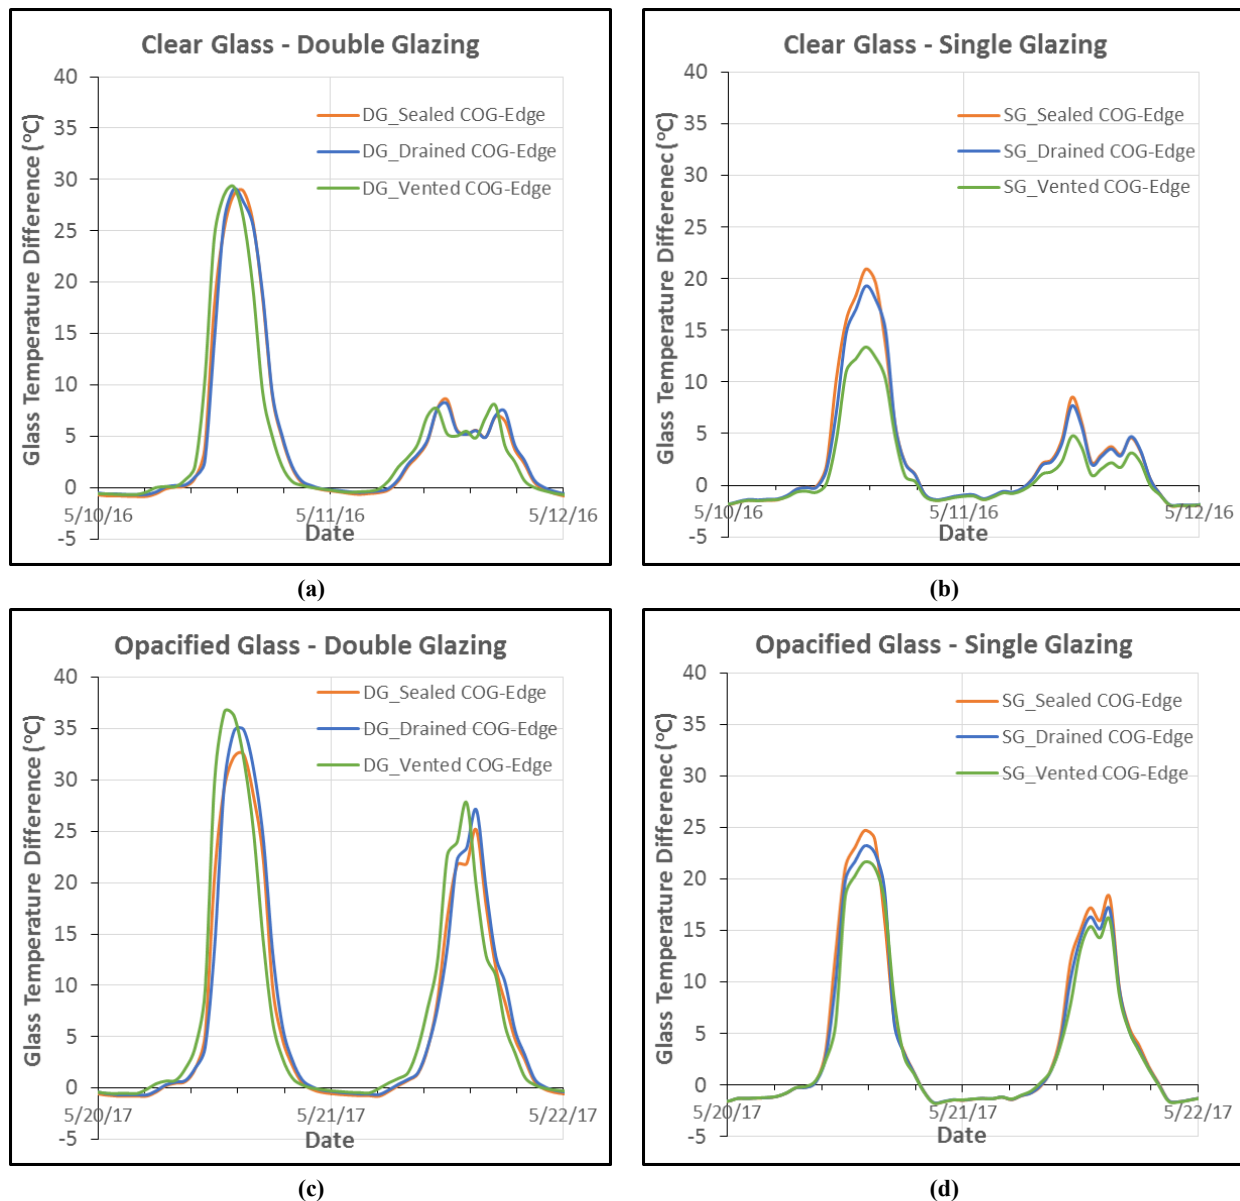 Clear Glass - Double Glazing
Glass Temperature Difference (°C)
40
35
30
25
20
15
10
5
0
-5
DG_Sealed COG-Edge
DG_Drained COG-Edge
DG_Vented COG-Edge
5/10/16
5/11/16
5/12/16
Date
(a)
Clear Glass - Single Glazing
Glass Temperature Differenec (°C)
40
35
30
25
20
15
10
5
0
-5
SG_Sealed COG-Edge
SG_Drained COG-Edge
SG_Vented COG-Edge
5/10/16
5/11/16
5/12/16
Date
(b)
Opacified Glass - Double Glazing
Glass Temperature Difference (°C)
40
35
30
25
20
15
10
5
0
-5
DG_Sealed COG-Edge
DG_Drained COG-Edge
DG_Vented COG-Edge
5/20/17
5/21/17
5/22/17
Date
(c)
Opacified Glass - Single Glazing
Glass Temperature Differenec (°C)
40
35
30
25
20
15
10
5
0
-5
SG_Sealed COG-Edge
SG_Drained COG-Edge
SG_Vented COG-Edge
5/20/17
5/21/17
5/22/17
Date
(d)